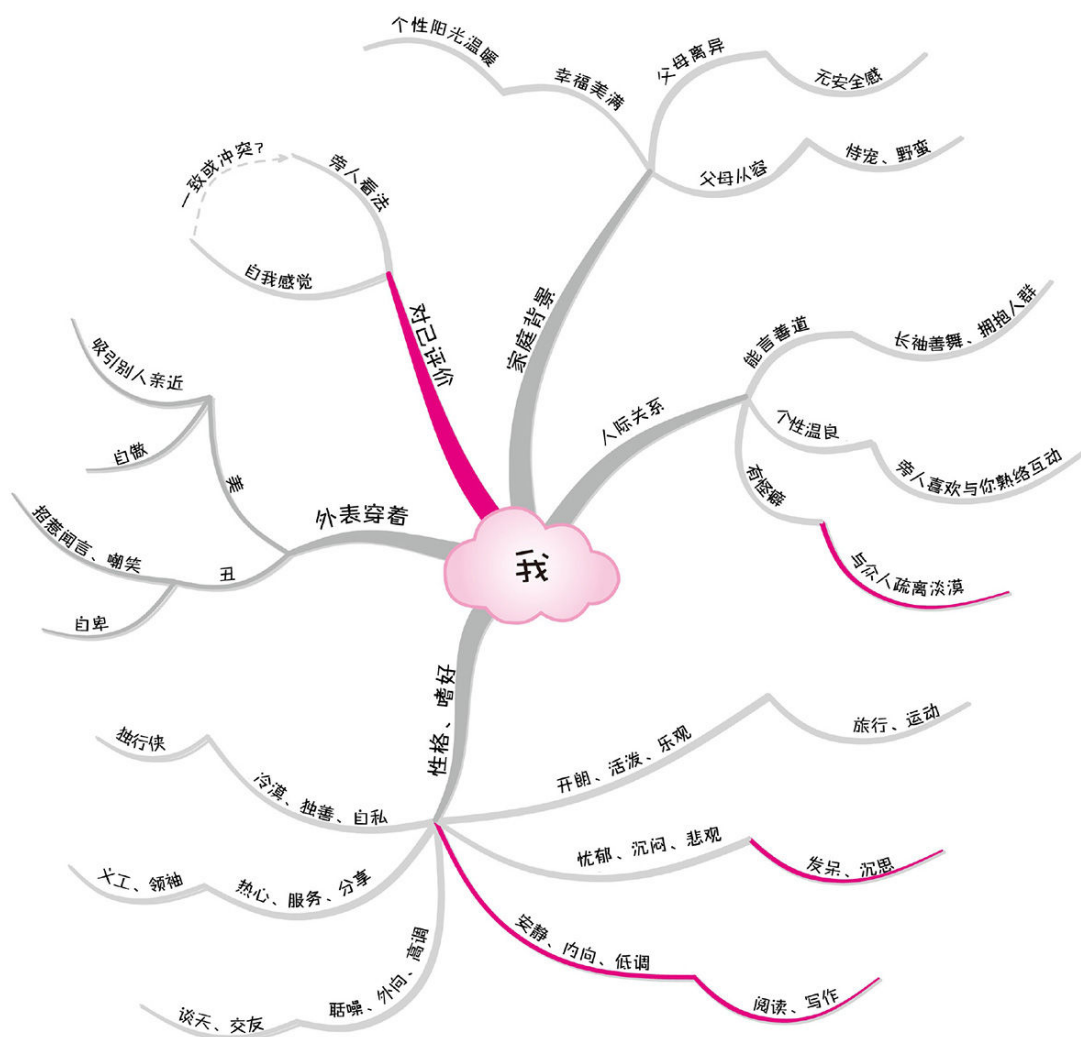 我
家庭背景
幸福美满
个性阳光温暖
父母离异
无安全感
父母从容
恃宠、野蛮
人际关系
能言善道
长袖善舞、拥抱人群
个性温良
旁人喜欢与你熟络互动
有怪癖
与众人疏离淡漠
性格、嗜好
开朗、活泼、乐观
旅行、运动
忧郁、沉闷、悲观
发呆、沉思
安静、内向、低调
阅读、写作
聒噪、外向、高调
谈天、交友
热心、服务、分享
义工、领袖
冷漠、独善、自私
独行侠
外表穿着
美
吸引别人亲近
自傲
丑
招惹闻言、嘲笑
自卑
对己评价
旁人看法
自我感觉
一致或冲突?